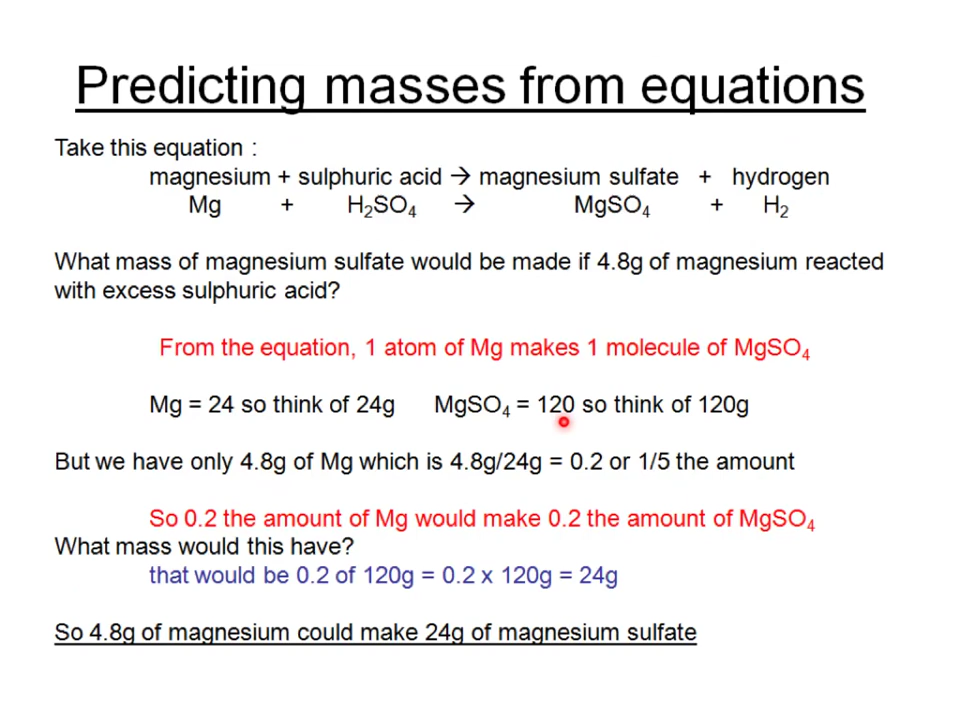 Predicting masses from equations
Take this equation :
magnesium + sulphuric acid → magnesium sulfate + hydrogen
Mg + H₂SO₄ → MgSO₄ + H₂
What mass of magnesium sulfate would be made if 4.8g of magnesium reacted
with excess sulphuric acid?
From the equation, 1 atom of Mg makes 1 molecule of MgSO₄
Mg = 24 so think of 24g MgSO₄ = 120 so think of 120g
But we have only 4.8g of Mg which is 4.8g/24g = 0.2 or 1/5 the amount
So 0.2 the amount of Mg would make 0.2 the amount of MgSO₄
What mass would this have?
that would be 0.2 of 120g = 0.2 x 120g = 24g
So 4.8g of magnesium could make 24g of magnesium sulfate